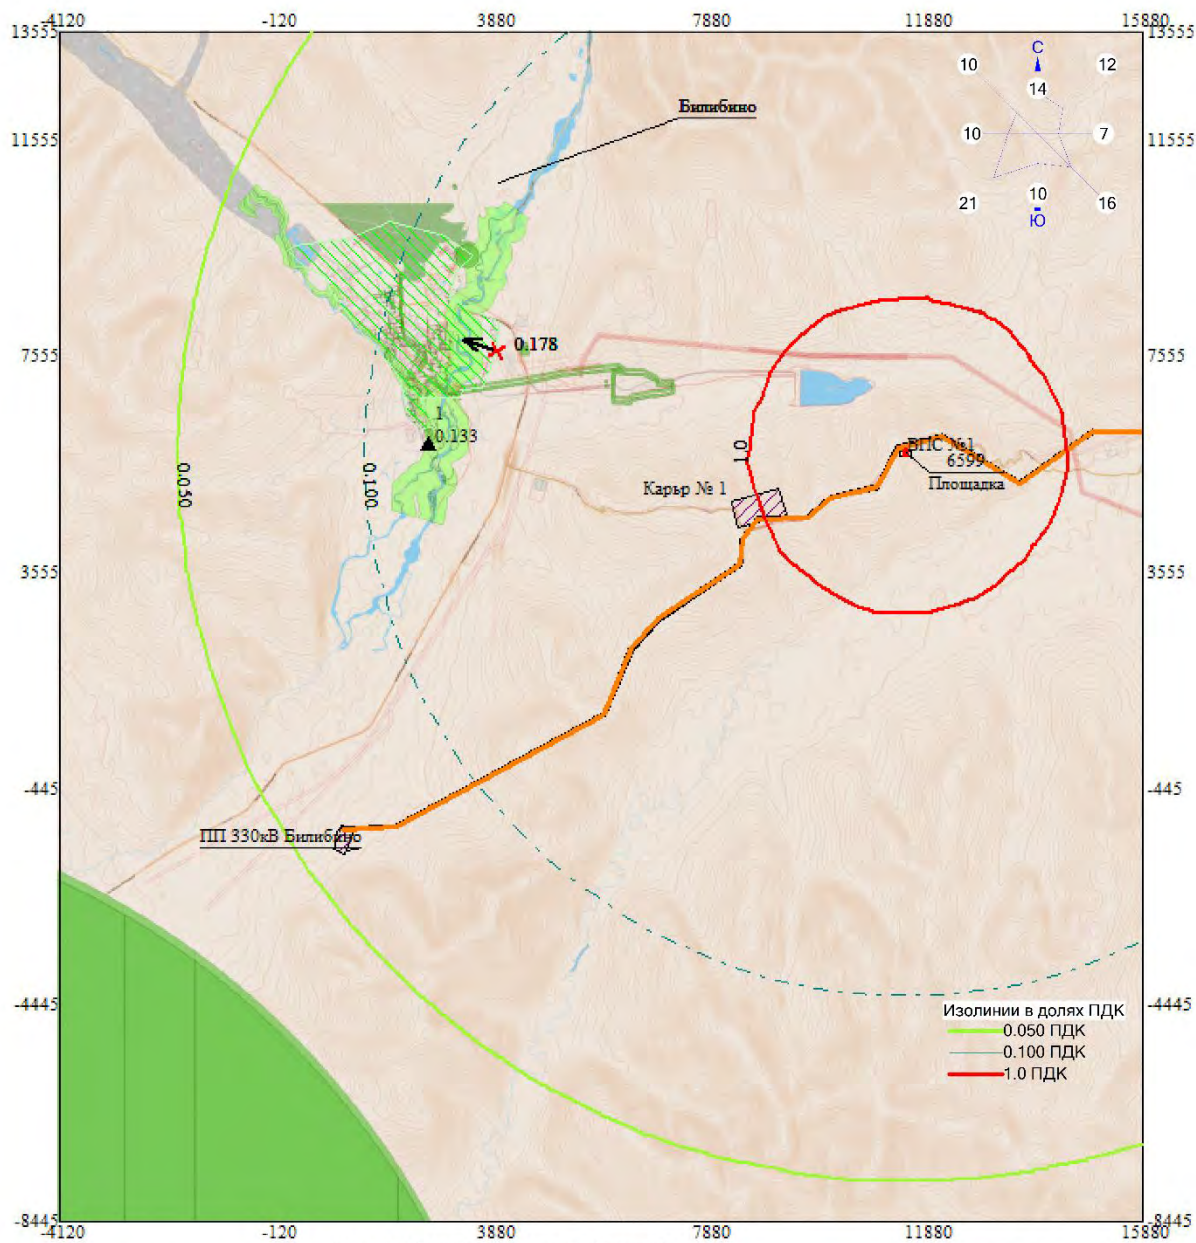 -4120 -120 3880 7880 11880 15880
13555 13555
С
10 12
14
Билибино
11555 10 7 11555
10
21 16
Ю
7555 0.178 7555
1
0.133
1.0
ВПС №1
6599
Площадка
0.050
0.100
Карьр № 1
3555 3555
-445 -445
ПП 330кВ Билибино
-4445 -4445
Изолинии в долях ПДК
0.050 ПДК
0.100 ПДК
1.0 ПДК
-8445 -8445
-4120 -120 3880 7880 11880 15880